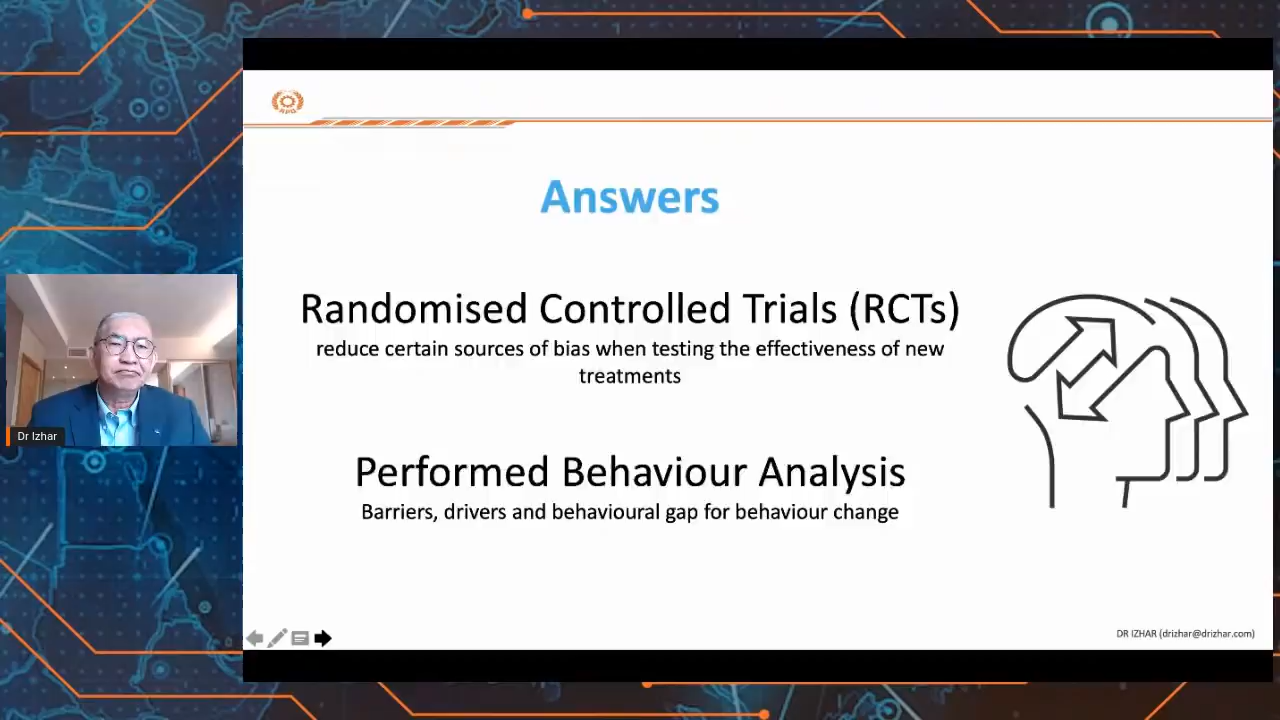 APO
Answers
Randomised Controlled Trials (RCTs)
reduce certain sources of bias when testing the effectiveness of new
treatments
Performed Behaviour Analysis
Barriers, drivers and behavioural gap for behaviour change
Dr Izhar
DR IZHAR (drizhar@drizhar.com)